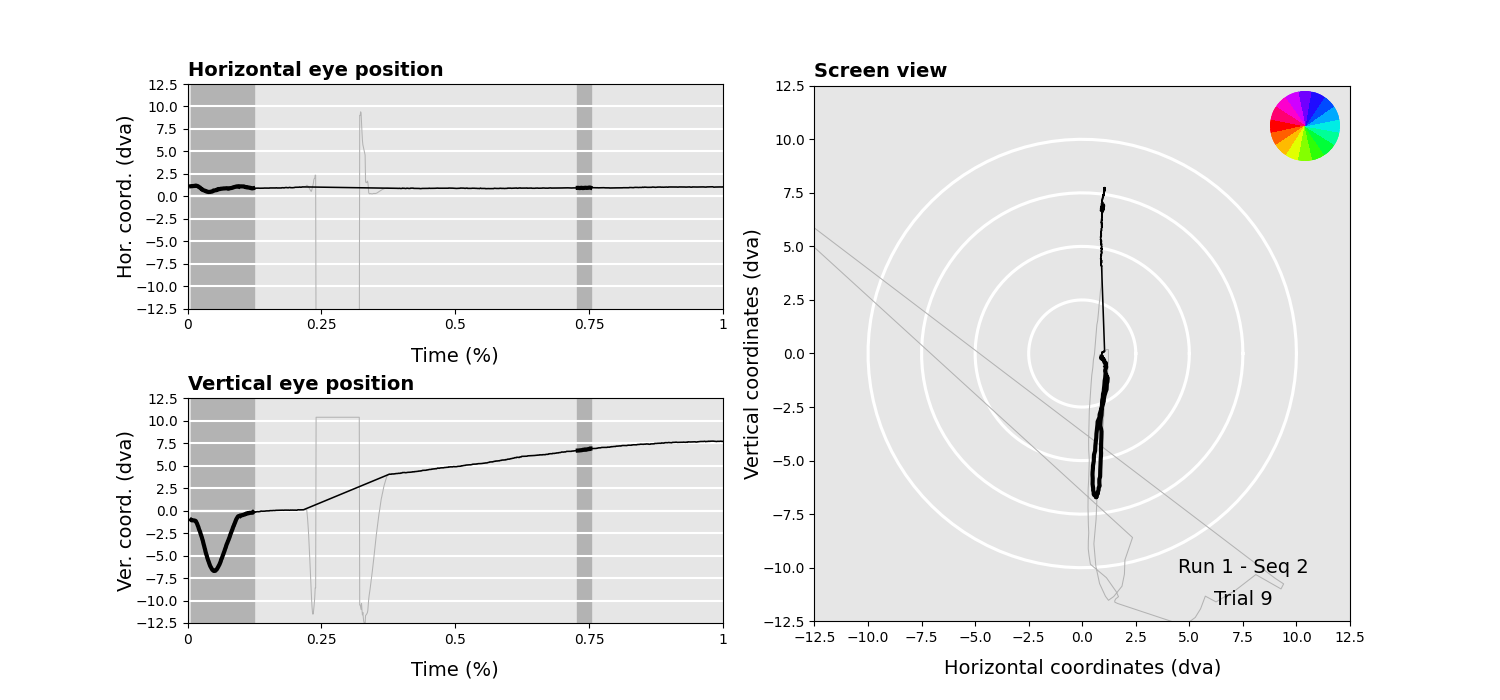 Horizontal eye position
Hor. coord. (dva)
12.5
10.0
7.5
5.0
2.5
0.0
−2.5
−5.0
−7.5
−10.0
−12.5
0 0.25 0.5 0.75 1
Time (%)
Vertical eye position
Ver. coord. (dva)
12.5
10.0
7.5
5.0
2.5
0.0
−2.5
−5.0
−7.5
−10.0
−12.5
0 0.25 0.5 0.75 1
Time (%)
Screen view
Vertical coordinates (dva)
12.5
10.0
7.5
5.0
2.5
0.0
−2.5
−5.0
−7.5
−10.0
−12.5
Run 1 - Seq 2
Trial 9
−12.5 −10.0 −7.5 −5.0 −2.5 0.0 2.5 5.0 7.5 10.0 12.5
Horizontal coordinates (dva)